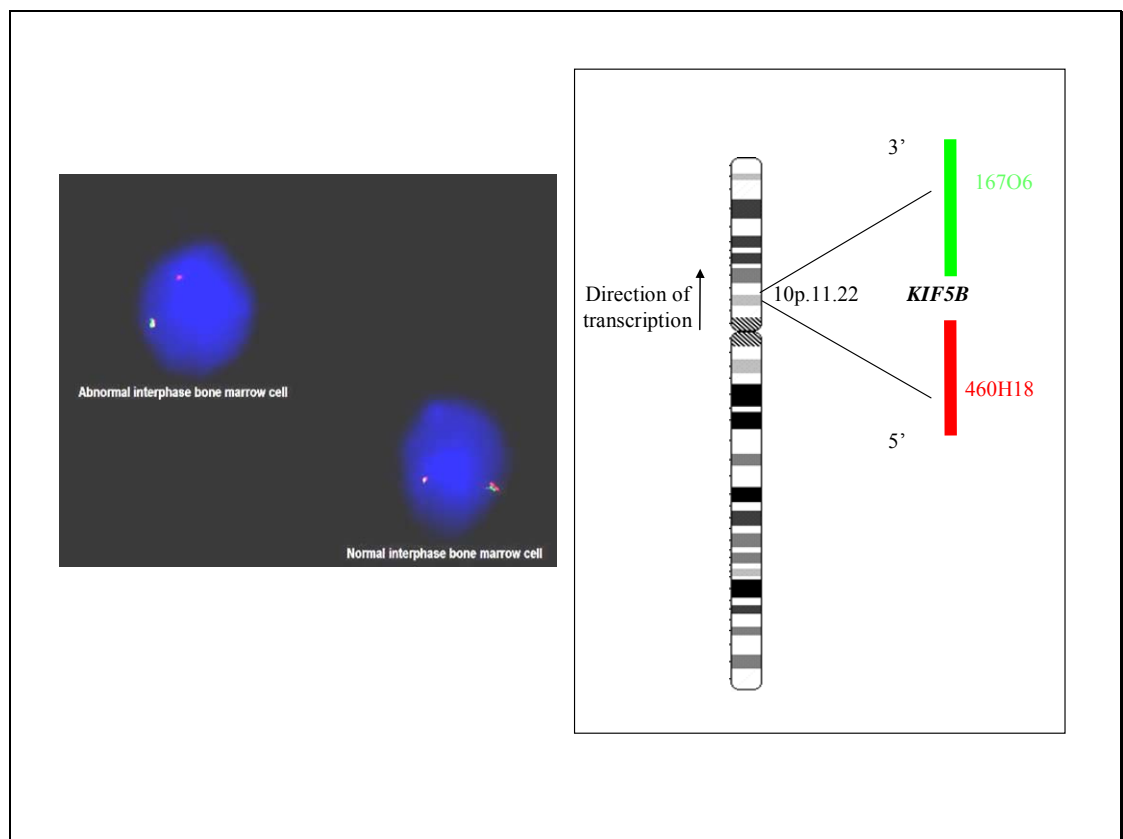 Abnormal interphase bone marrow cell
Normal interphase bone marrow cell
3’
167O6
Direction of
transcription
10p.11.22
KIF5B
460H18
5’